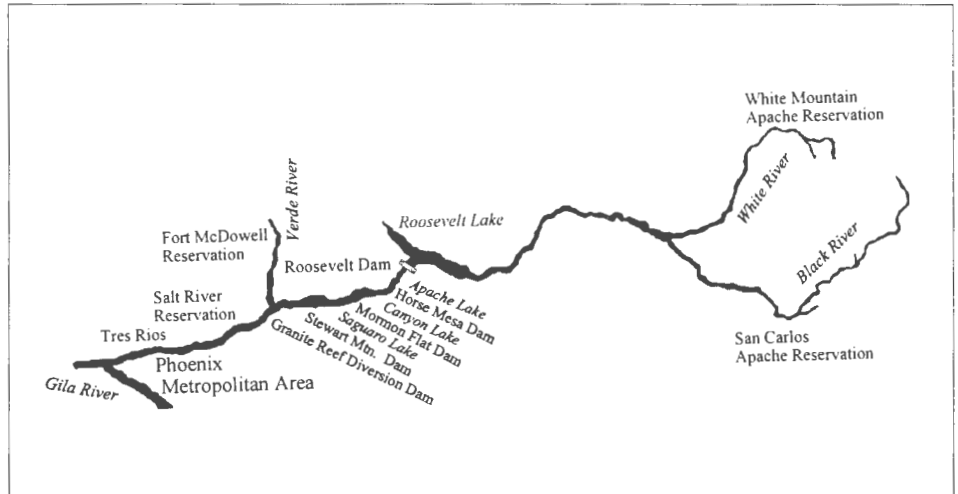 White Mountain
Apache Reservation
White River
Verde River
Roosevelt Lake
Fort McDowell
Reservation
Black River
Roosevelt Dam
Apache Lake
Horse Mesa Dam
Canyon Lake
Mormon Flat Dam
Saguaro Lake
Stewart Mtn. Dam
Granite Reef Diversion Dam
Salt River
Reservation
San Carlos
Apache Reservation
Tres Rios
Phoenix
Metropolitan Area
Gila River